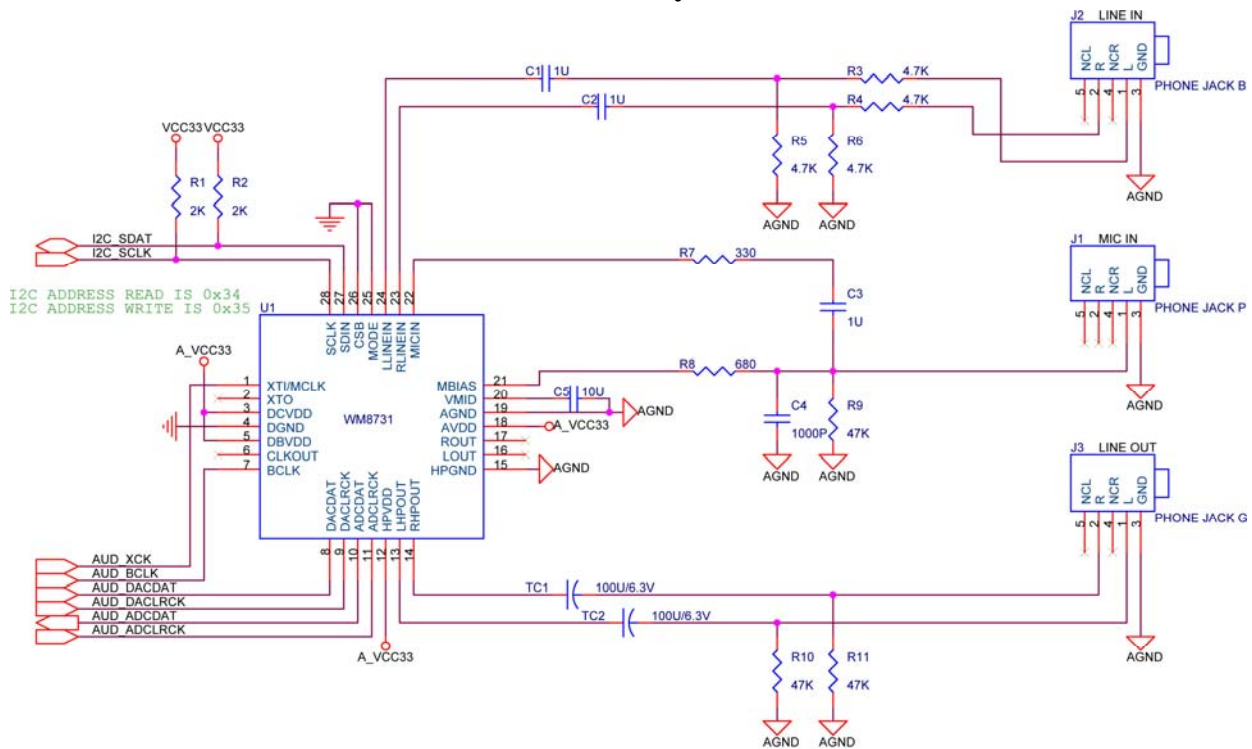 J2 LINE IN
NCL
R
NCR
L
GND
5
2
4
1
3
PHONE JACK B
C1 1U
C2 1U
R3 4.7K
R4 4.7K
R5
4.7K
R6
4.7K
AGND
AGND
AGND
VCC33 VCC33
R1
2K
R2
2K
I2C_SDAT
I2C_SCLK
I2C ADDRESS READ IS 0x34
I2C ADDRESS WRITE IS 0x35
J1 MIC IN
NCL
R
NCR
L
GND
5
2
4
1
3
PHONE JACK P
AGND
R7 330
C3
1U
R8 680
C4
1000P
R9
47K
AGND
AGND
U1
28 27 26 25 24 23 22
SCLK
SDIN
CSB
MODE
LLINEIN
RLINEIN
MICIN
A_VCC33
1 XTI/MCLK
2 XTO
3 DCVDD
4 DGND
5 DBVDD
6 CLKOUT
7 BCLK
WM8731
MBIAS 21
VMID 20
AGND 19
AVDD 18
ROUT 17
LOUT 16
HPGND 15
C5 10U
AGND
A_VCC33
AGND
DACDAT
DACLRCK
ADCDAT
ADCLRCK
HPVDD
LHPOUT
RHPOUT
8 9 10 11 12 13 14
J3 LINE OUT
NCL
R
NCR
L
GND
5
2
4
1
3
PHONE JACK G
AGND
AUD_XCK
AUD_BCLK
AUD_DACDAT
AUD_DACLRCK
AUD_ADCDAT
AUD_ADCLRCK
A_VCC33
TC1 100U/6.3V
TC2 100U/6.3V
R10
47K
R11
47K
AGND
AGND